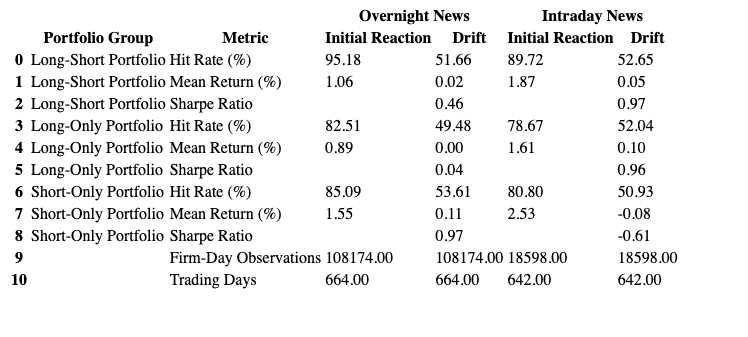 Overnight News Intraday News
Portfolio Group Metric Initial Reaction Drift Initial Reaction Drift
0 Long-Short Portfolio Hit Rate (%) 95.18 51.66 89.72 52.65
1 Long-Short Portfolio Mean Return (%) 1.06 0.02 1.87 0.05
2 Long-Short Portfolio Sharpe Ratio 0.46 0.97
3 Long-Only Portfolio Hit Rate (%) 82.51 49.48 78.67 52.04
4 Long-Only Portfolio Mean Return (%) 0.89 0.00 1.61 0.10
5 Long-Only Portfolio Sharpe Ratio 0.04 0.96
6 Short-Only Portfolio Hit Rate (%) 85.09 53.61 80.80 50.93
7 Short-Only Portfolio Mean Return (%) 1.55 0.11 2.53 -0.08
8 Short-Only Portfolio Sharpe Ratio 0.97 -0.61
9 Firm-Day Observations 108174.00 108174.00 18598.00 18598.00
10 Trading Days 664.00 664.00 642.00 642.00